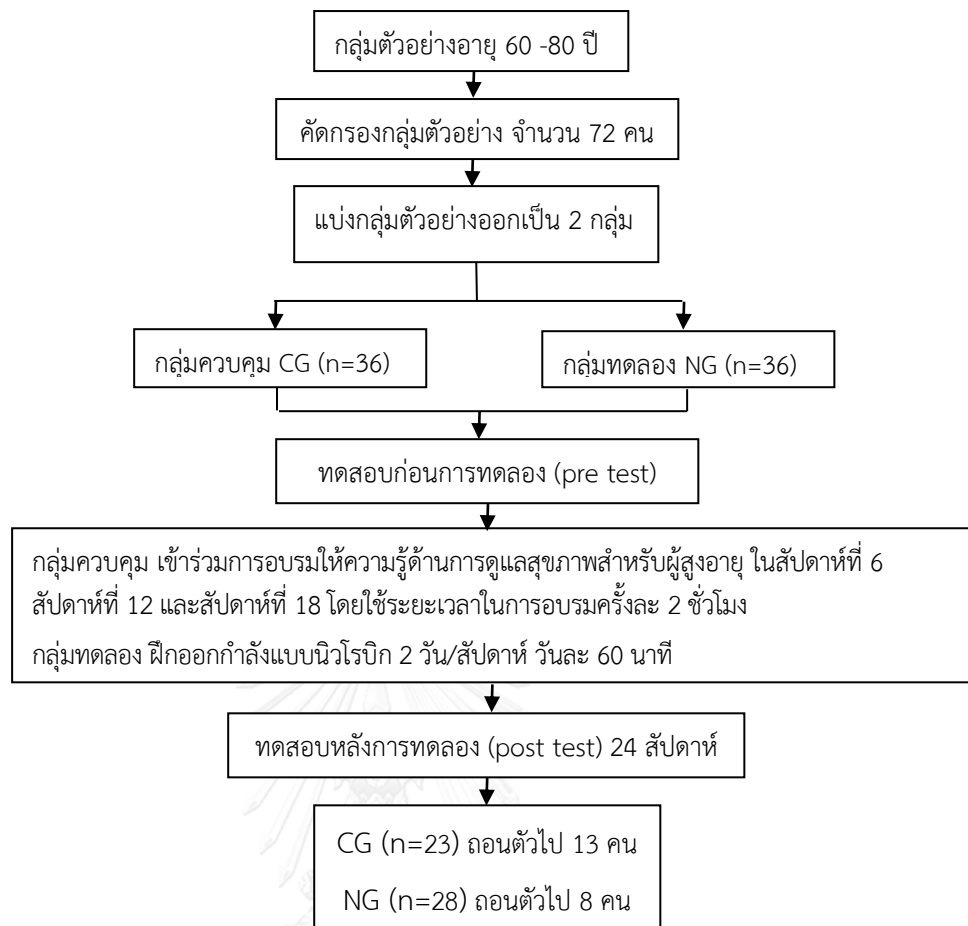 กลุ่มตัวอย่างอายุ 60 -80 ปี
คัดกรองกลุ่มตัวอย่าง จำนวน 72 คน
แบ่งกลุ่มตัวอย่างออกเป็น 2 กลุ่ม
กลุ่มควบคุม CG (n=36)
กลุ่มทดลอง NG (n=36)
ทดสอบก่อนการทดลอง (pre test)
กลุ่มควบคุม เข้าร่วมการอบรมให้ความรู้ด้านการดูแลสุขภาพสำหรับผู้สูงอายุ ในสัปดาห์ที่ 6
สัปดาห์ที่ 12 และสัปดาห์ที่ 18 โดยใช้ระยะเวลาในการอบรมครั้งละ 2 ชั่วโมง
กลุ่มทดลอง ฝึกออกกำลังแบบนิวโรบิก 2 วัน/สัปดาห์ วันละ 60 นาที
ทดสอบหลังการทดลอง (post test) 24 สัปดาห์
CG (n=23) ถอนตัวไป 13 คน
NG (n=28) ถอนตัวไป 8 คน